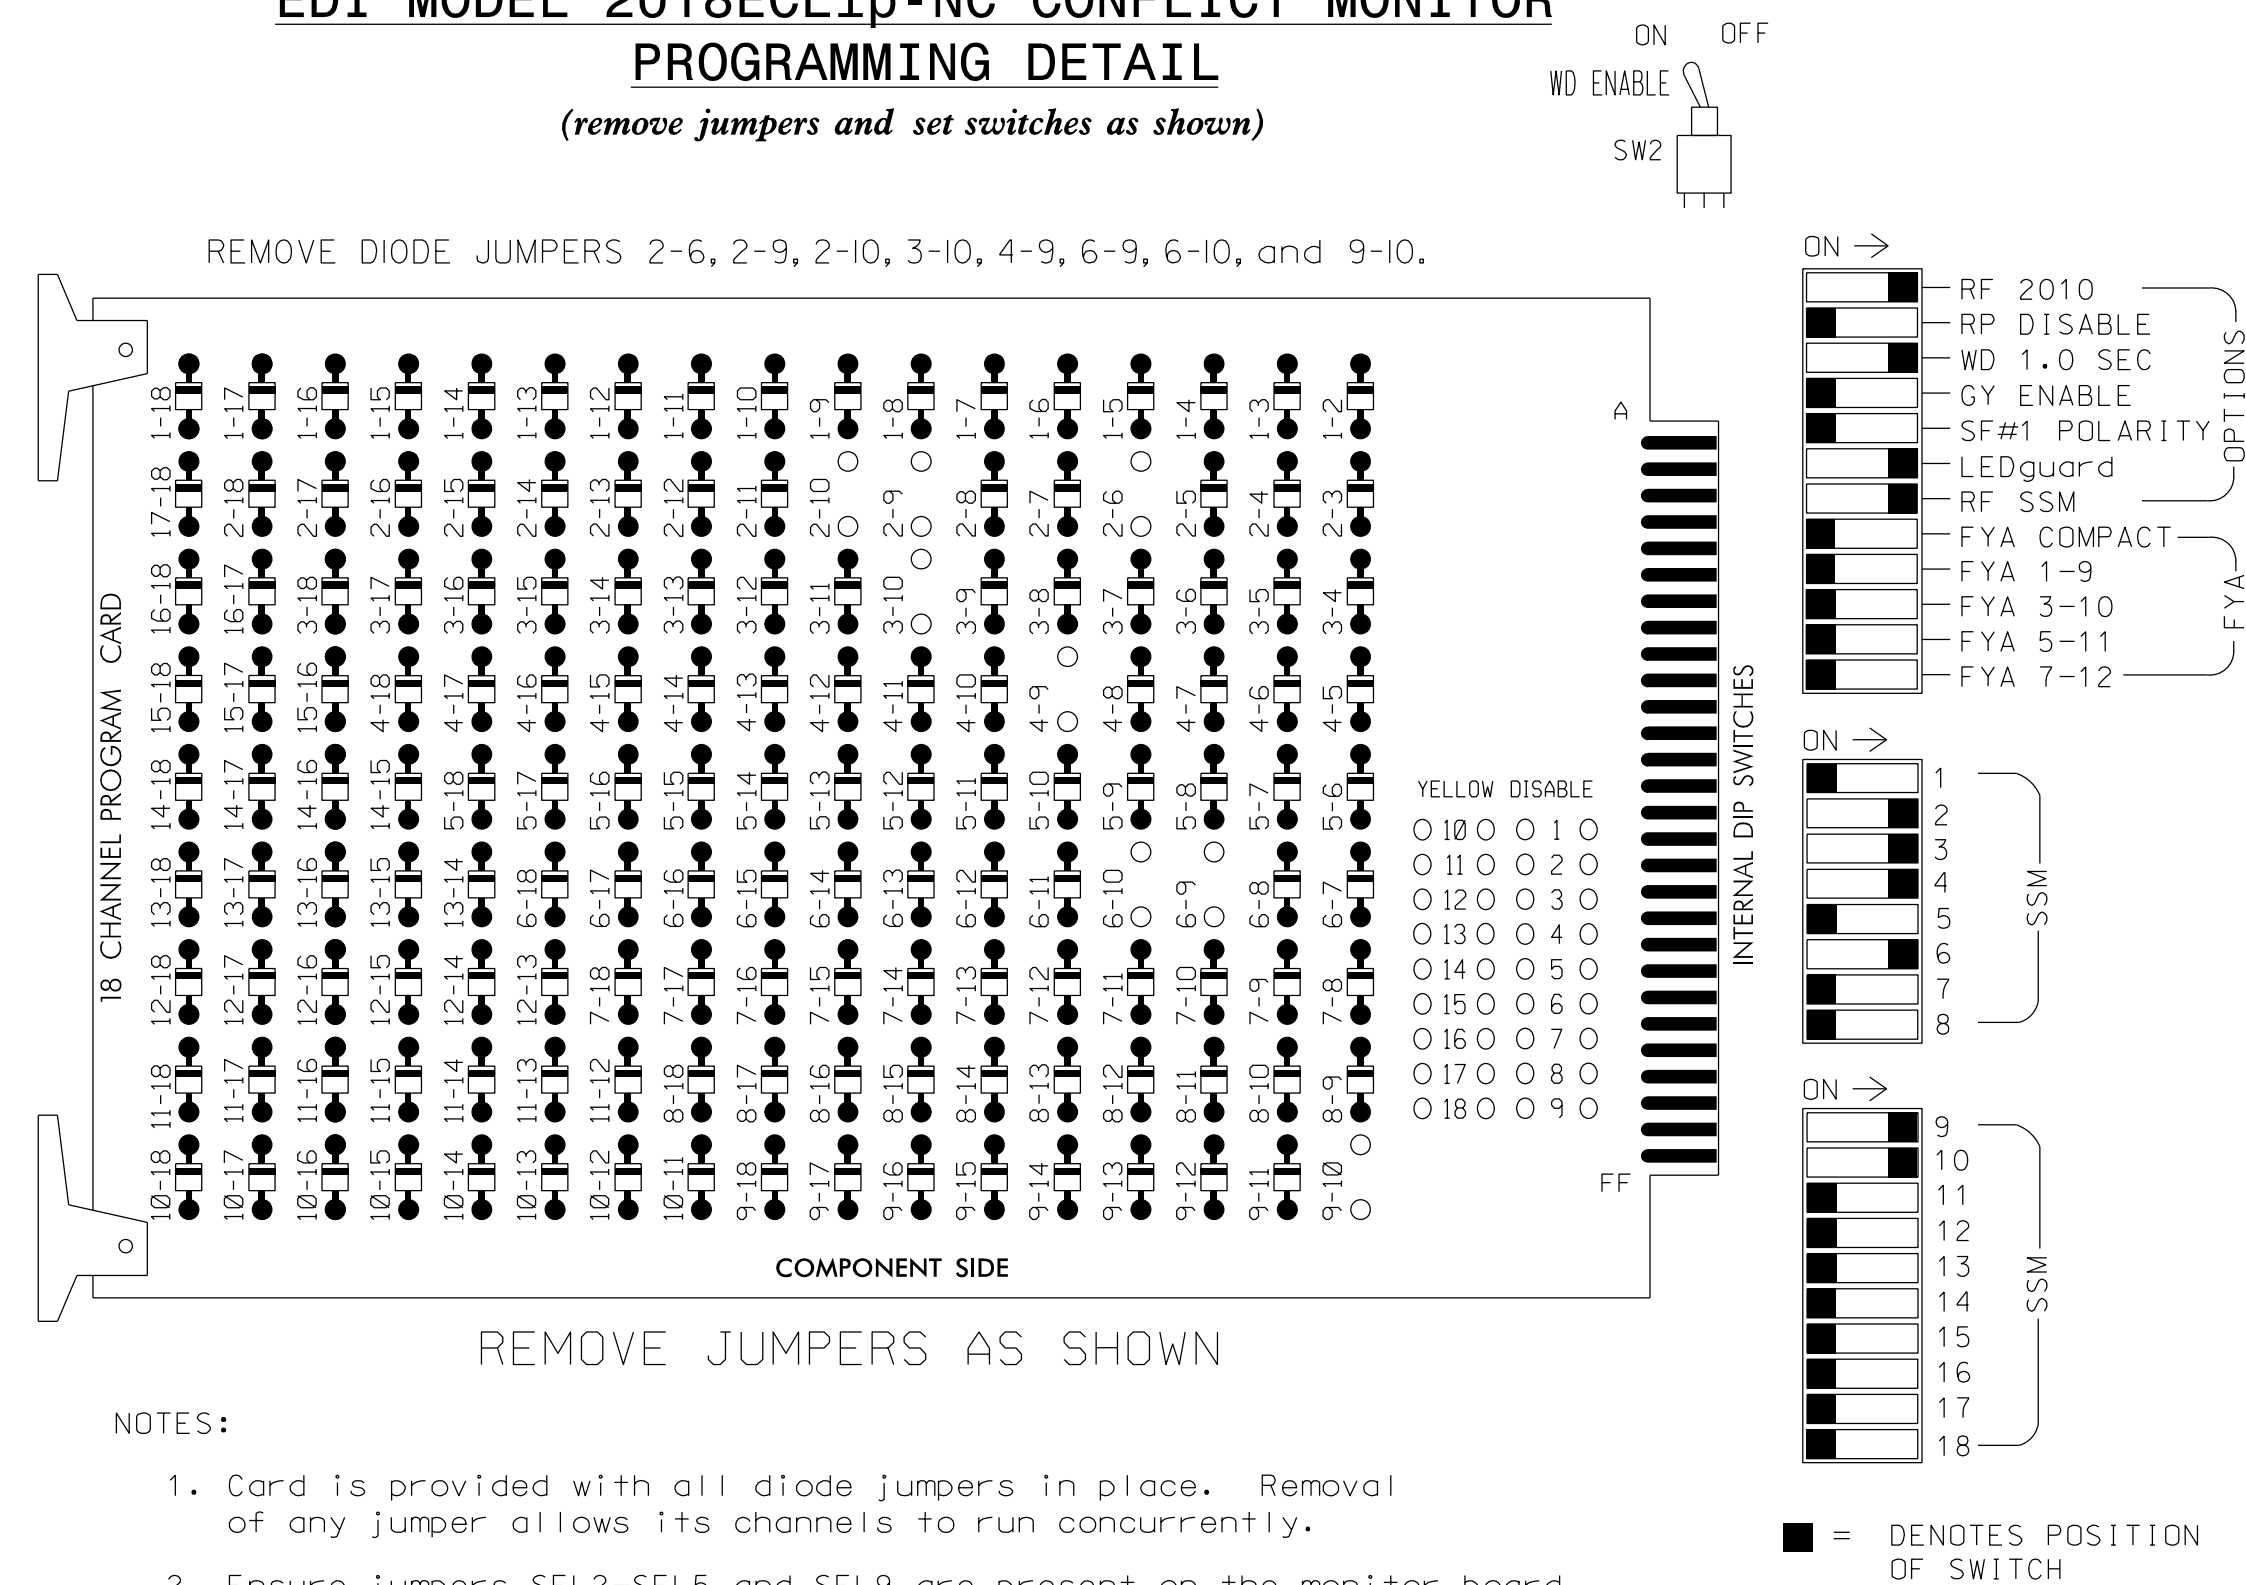 EDI MODEL 2018ECLip-NC CONFLICT MONITOR
PROGRAMMING DETAIL
(remove jumpers and set switches as shown)
ON OFF
WD ENABLE
SW2
REMOVE DIODE JUMPERS 2-6, 2-9, 2-10, 3-10, 4-9, 6-9, 6-10, and 9-10.
18 CHANNEL PROGRAM CARD
1-18 1-17 1-16 1-15 1-14 1-13 1-12 1-11 1-10 1-9 1-8 1-7 1-6 1-5 1-4 1-3 1-2
17-18 2-18 2-17 2-16 2-15 2-14 2-13 2-12 2-11 2-10 2-9 2-8 2-7 2-6 2-5 2-4 2-3
16-18 16-17 3-18 3-17 3-16 3-15 3-14 3-13 3-12 3-11 3-10 3-9 3-8 3-7 3-6 3-5 3-4
15-18 15-17 15-16 4-18 4-17 4-16 4-15 4-14 4-13 4-12 4-11 4-10 4-9 4-8 4-7 4-6 4-5
14-18 14-17 14-16 14-15 5-18 5-17 5-16 5-15 5-14 5-13 5-12 5-11 5-10 5-9 5-8 5-7 5-6
13-18 13-17 13-16 13-15 13-14 6-18 6-17 6-16 6-15 6-14 6-13 6-12 6-11 6-10 6-9 6-8 6-7
12-18 12-17 12-16 12-15 12-14 12-13 7-18 7-17 7-16 7-15 7-14 7-13 7-12 7-11 7-10 7-9 7-8
11-18 11-17 11-16 11-15 11-14 11-13 11-12 8-18 8-17 8-16 8-15 8-14 8-13 8-12 8-11 8-10 8-9
10-18 10-17 10-16 10-15 10-14 10-13 10-12 10-11 9-18 9-17 9-16 9-15 9-14 9-13 9-12 9-11 9-10
YELLOW DISABLE
10 1
11 2
12 3
13 4
14 5
15 6
16 7
17 8
18 9
A
FF
COMPONENT SIDE
INTERNAL DIP SWITCHES
ON
RF 2010
RP DISABLE
WD 1.0 SEC
GY ENABLE
SF#1 POLARITY
LEDguard
RF SSM
OPTIONS
FYA COMPACT
FYA 1-9
FYA 3-10
FYA 5-11
FYA 7-12
FYA
ON
1
2
3
4
5
6
7
8
SSM
ON
9
10
11
12
13
14
15
16
17
18
SSM
= DENOTES POSITION
OF SWITCH
REMOVE JUMPERS AS SHOWN
NOTES:
1. Card is provided with all diode jumpers in place. Removal
of any jumper allows its channels to run concurrently.
2. Ensure jumpers SEL2-SEL5 and SEL9 are present on the monitor board.